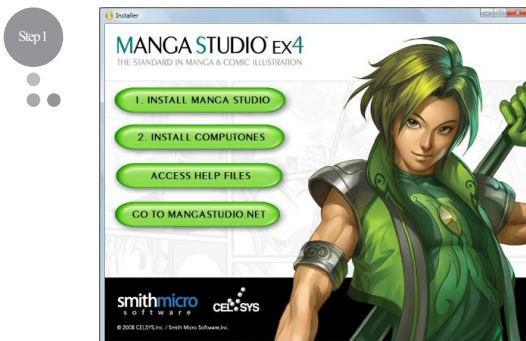 Step 1
Installer
MANGA STUDIO EX4
THE STANDARD IN MANGA & COMIC ILLUSTRATION
1. INSTALL MANGA STUDIO
2. INSTALL COMPUTONES
ACCESS HELP FILES
GO TO MANGASTUDIO.NET
smithmicro
software
CELSYS
© 2008 CELSYS,Inc. / Smith Micro Software,Inc.